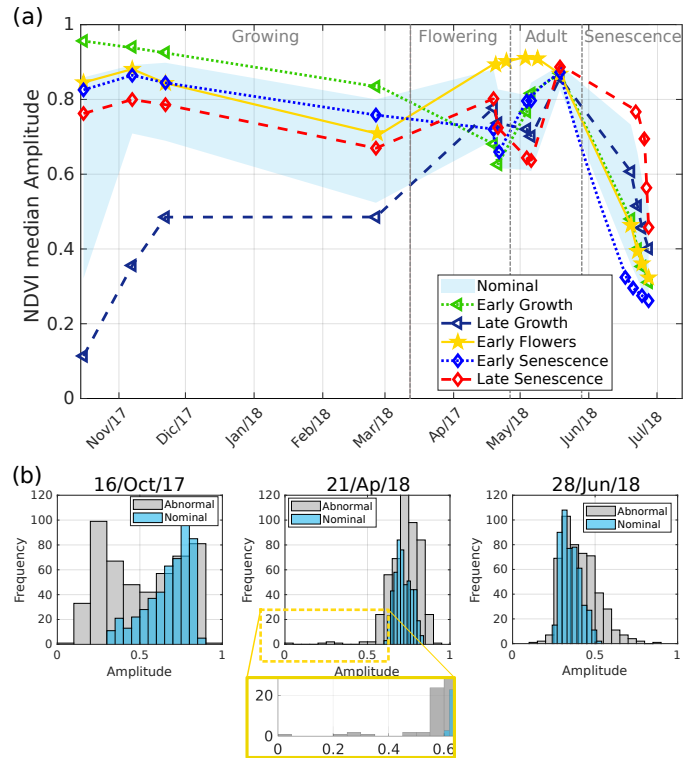 (a)
Growing
Flowering
Adult
Senescence
NDVI median Amplitude
1
0.8
0.6
0.4
0.2
0
Nominal
Early Growth
Late Growth
Early Flowers
Early Senescence
Late Senescence
Nov/17
Dic/17
Jan/18
Feb/18
Mar/18
Apr/18
May/18
Jun/18
Jul/18
(b)
16/Oct/17
Frequency
120
100
80
60
40
20
0
Abnormal
Nominal
0
0.5
1
Amplitude
21/Ap/18
Frequency
120
100
80
60
40
20
0
Abnormal
Nominal
0
0.5
1
Amplitude
20
0
0
0.2
0.4
0.6
28/Jun/18
Frequency
120
100
80
60
40
20
0
Abnormal
Nominal
0
0.5
1
Amplitude